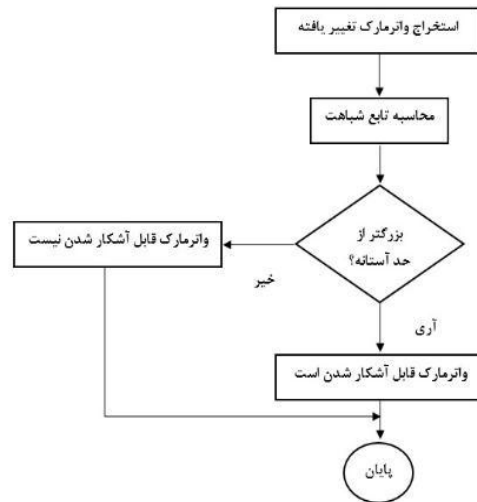 استخراج واترمارک تغییر یافته
محاسبه تابع شباهت
بزرگتر از
حد آستانه؟
واترمارک قابل آشکار شدن نیست
خیر
آری
واترمارک قابل آشکار شدن است
پایان